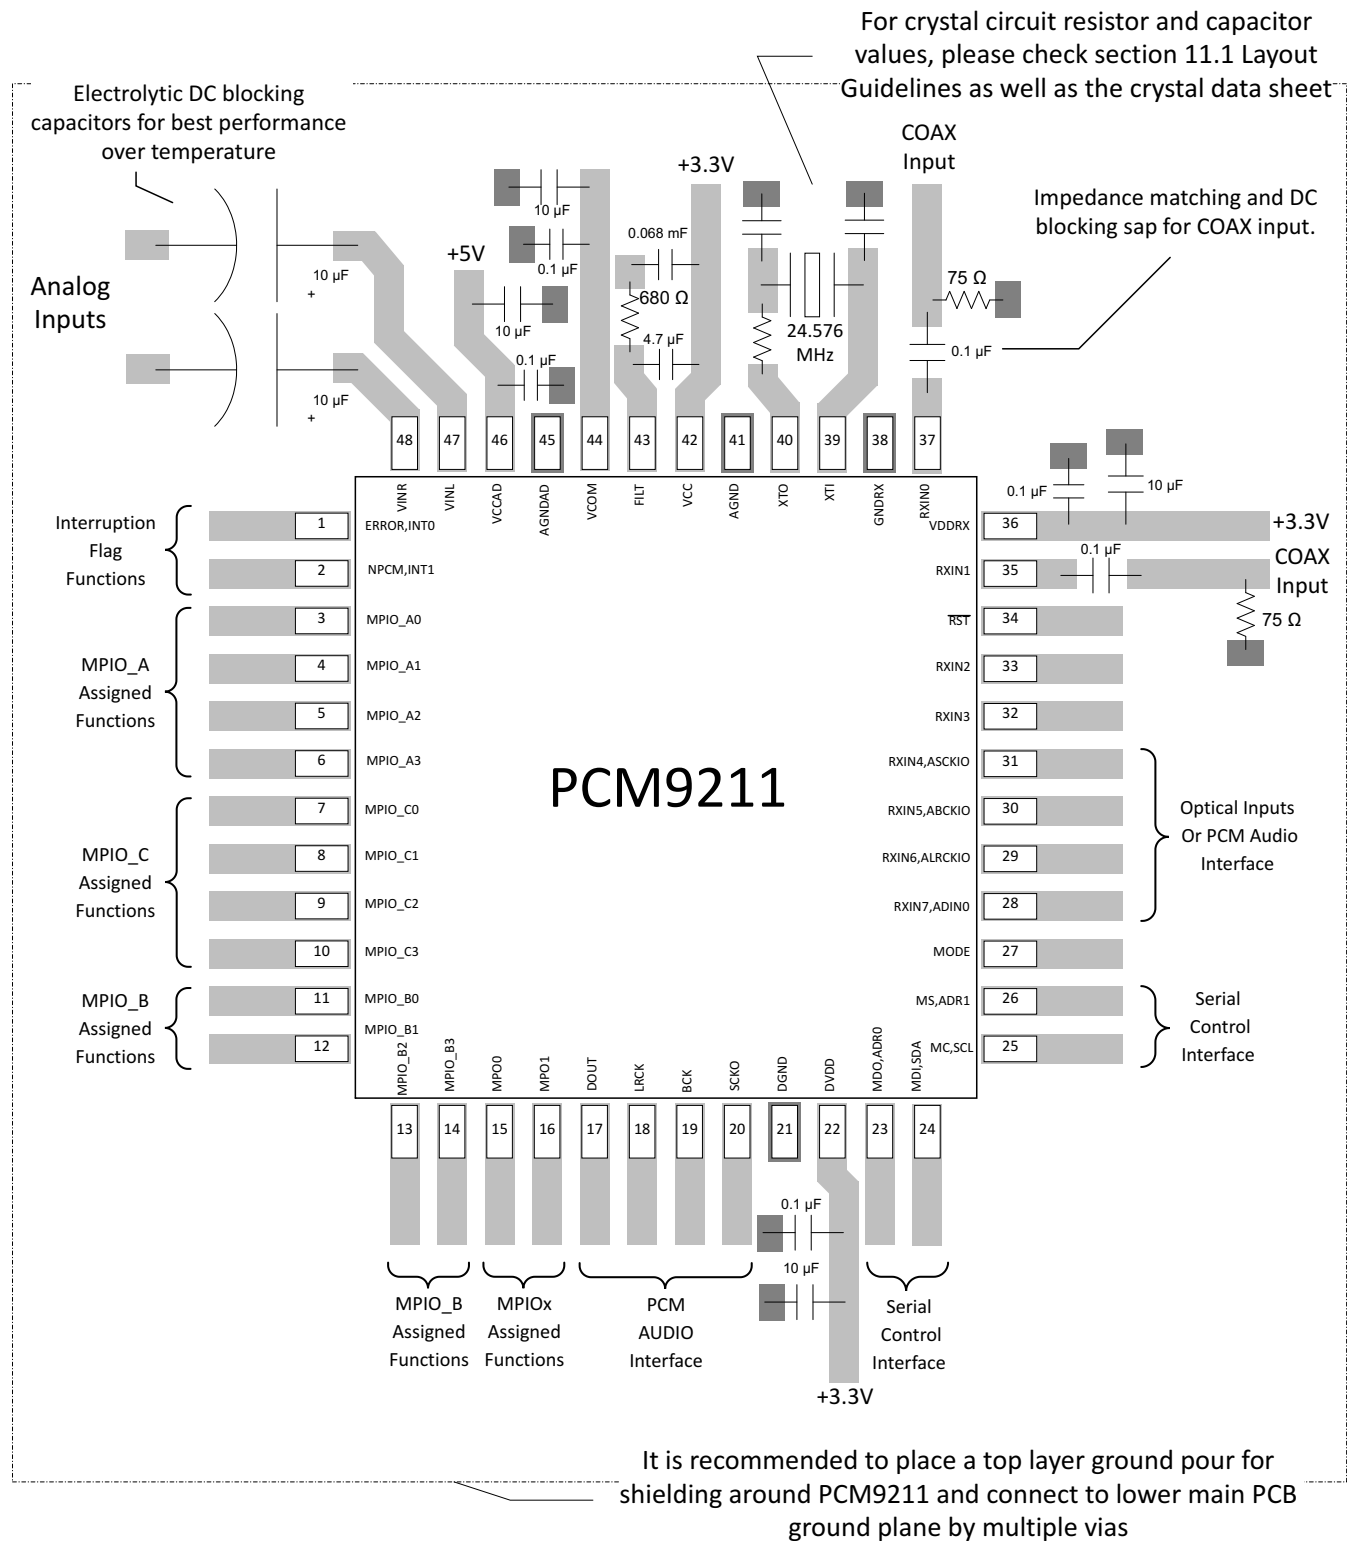 For crystal circuit resistor and capacitor
values, please check section 11.1 Layout
Guidelines as well as the crystal data sheet
Electrolytic DC blocking
capacitors for best performance
over temperature
COAX
Input
+3.3V
Impedance matching and DC
blocking sap for COAX input.
10 µF
0.068 mF
+5V
0.1 µF
10 µF
+
75 Ω
Analog
Inputs
680 Ω
10 µF
4.7 µF
24.576
MHz
0.1 µF
0.1 µF
10 µF
+
48
47
46
45
44
43
42
41
40
39
38
37
VINR
VINL
VCCAD
AGNDAD
VCOM
FILT
VCC
AGND
XTO
XTI
GNDRX
RXIN0
0.1 µF
10 µF
Interruption
Flag
Functions
1
ERROR,INT0
2
NPCM,INT1
VDDRX
36
+3.3V
0.1 µF
RXIN1
35
COAX
Input
75 Ω
MPIO_A
Assigned
Functions
3
MPIO_A0
4
MPIO_A1
5
MPIO_A2
6
MPIO_A3
RST
34
RXIN2
33
RXIN3
32
RXIN4,ASCKIO
31
PCM9211
MPIO_C
Assigned
Functions
7
MPIO_C0
8
MPIO_C1
9
MPIO_C2
10
MPIO_C3
RXIN5,ABCKIO
30
RXIN6,ALRCKIO
29
RXIN7,ADIN0
28
Optical Inputs
Or PCM Audio
Interface
MODE
27
MPIO_B
Assigned
Functions
11
MPIO_B0
12
MPIO_B1
MS,ADR1
26
MC,SCL
25
Serial
Control
Interface
MPIO_B2
MPIO_B3
MPO0
MPO1
DOUT
LRCK
BCK
SCKO
DGND
DVDD
MDO,ADR0
MDI,SDA
13
14
15
16
17
18
19
20
21
22
23
24
0.1 µF
10 µF
MPIO_B
Assigned
Functions
MPIOx
Assigned
Functions
PCM
AUDIO
Interface
Serial
Control
Interface
+3.3V
It is recommended to place a top layer ground pour for
shielding around PCM9211 and connect to lower main PCB
ground plane by multiple vias